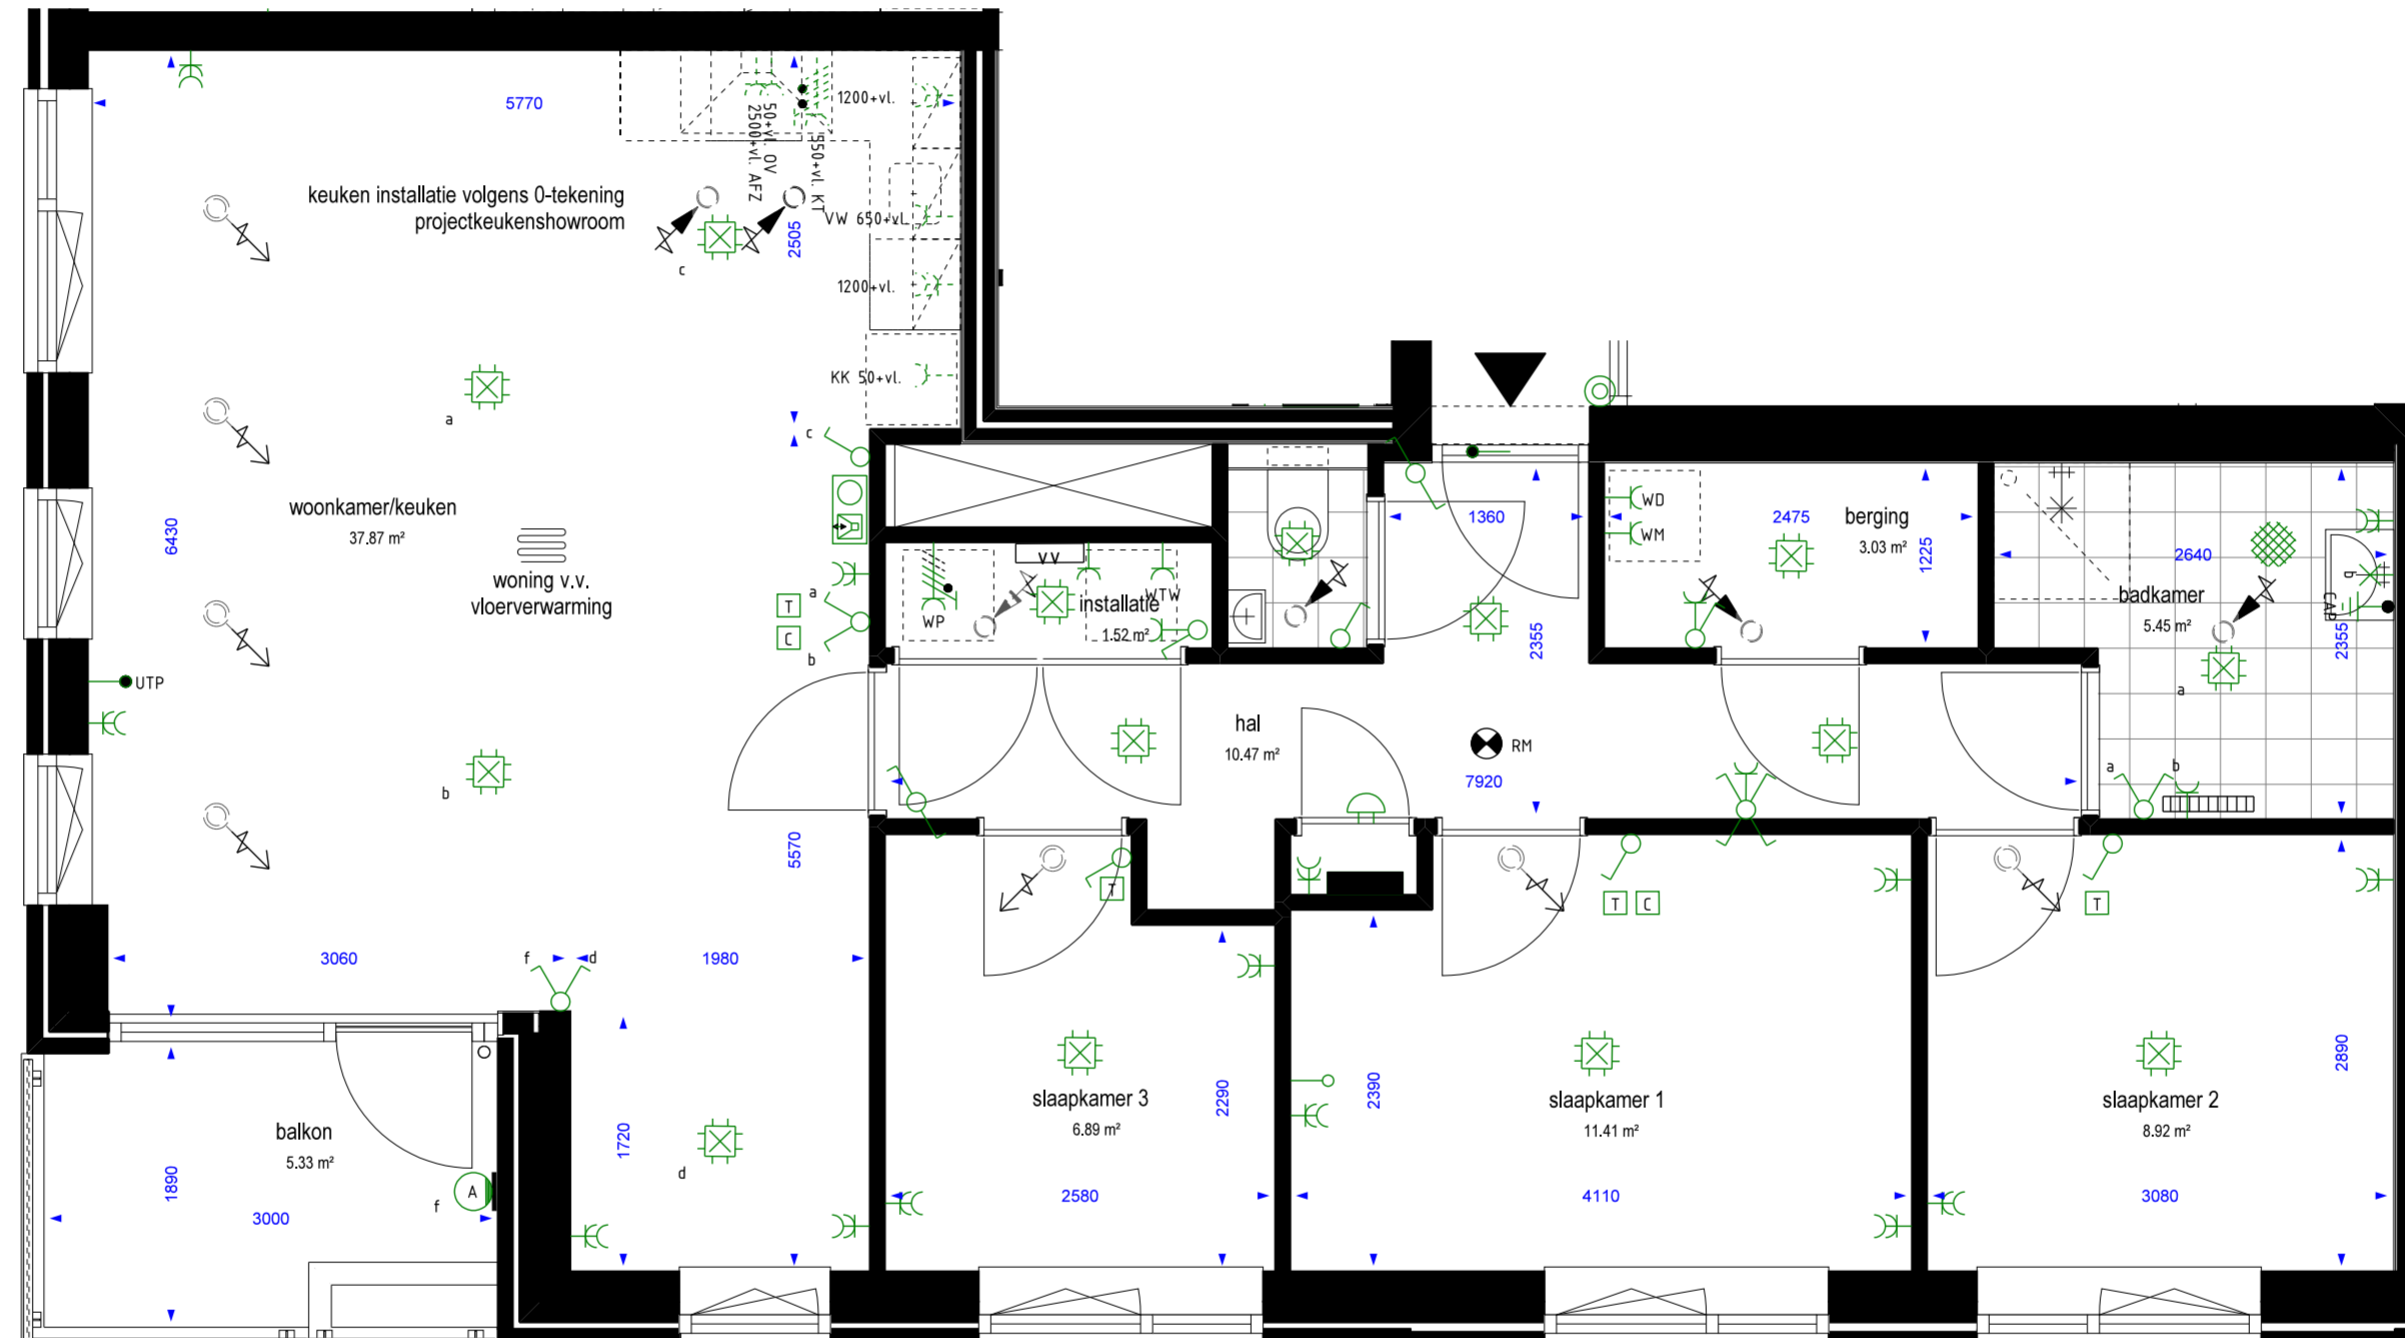 5770
1200+vl.
50+vl. OV
2500+vl. AFZ
950+vl. KT
keuken installatie volgens 0-tekening
projectkeukenshowroom
2505
VW 650+vl.
c
1200+vl.
KK 50+vl.
a
c
woonkamer/keuken
37.87 m²
6430
woning v.v.
vloerverwarming
T
C
a
b
VV
WP
WTW
installatie
1.52 m²
1360
WD
WM
2475
berging
3.03 m²
1225
2640
b
CAP
badkamer
5.45 m²
2355
2355
a
UTP
b
hal
10.47 m²
RM
7920
a
b
5570
T
T
C
T
3060
f
d
1980
balkon
5.33 m²
1890
3000
f
A
1720
d
slaapkamer 3
6.89 m²
2290
2580
2390
slaapkamer 1
11.41 m²
4110
slaapkamer 2
8.92 m²
2890
3080